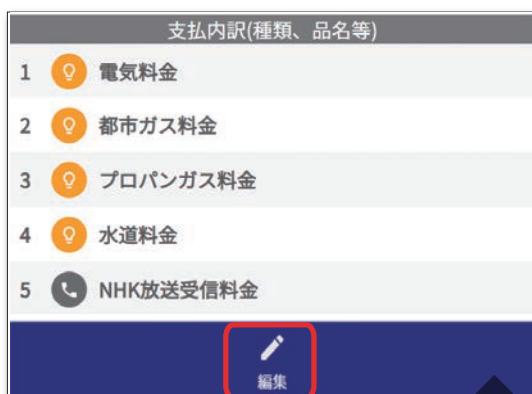 支払内訳(種類、品名等)
1 電気料金
2 都市ガス料金
3 プロパンガス料金
4 水道料金
5 NHK放送受信料金
編集